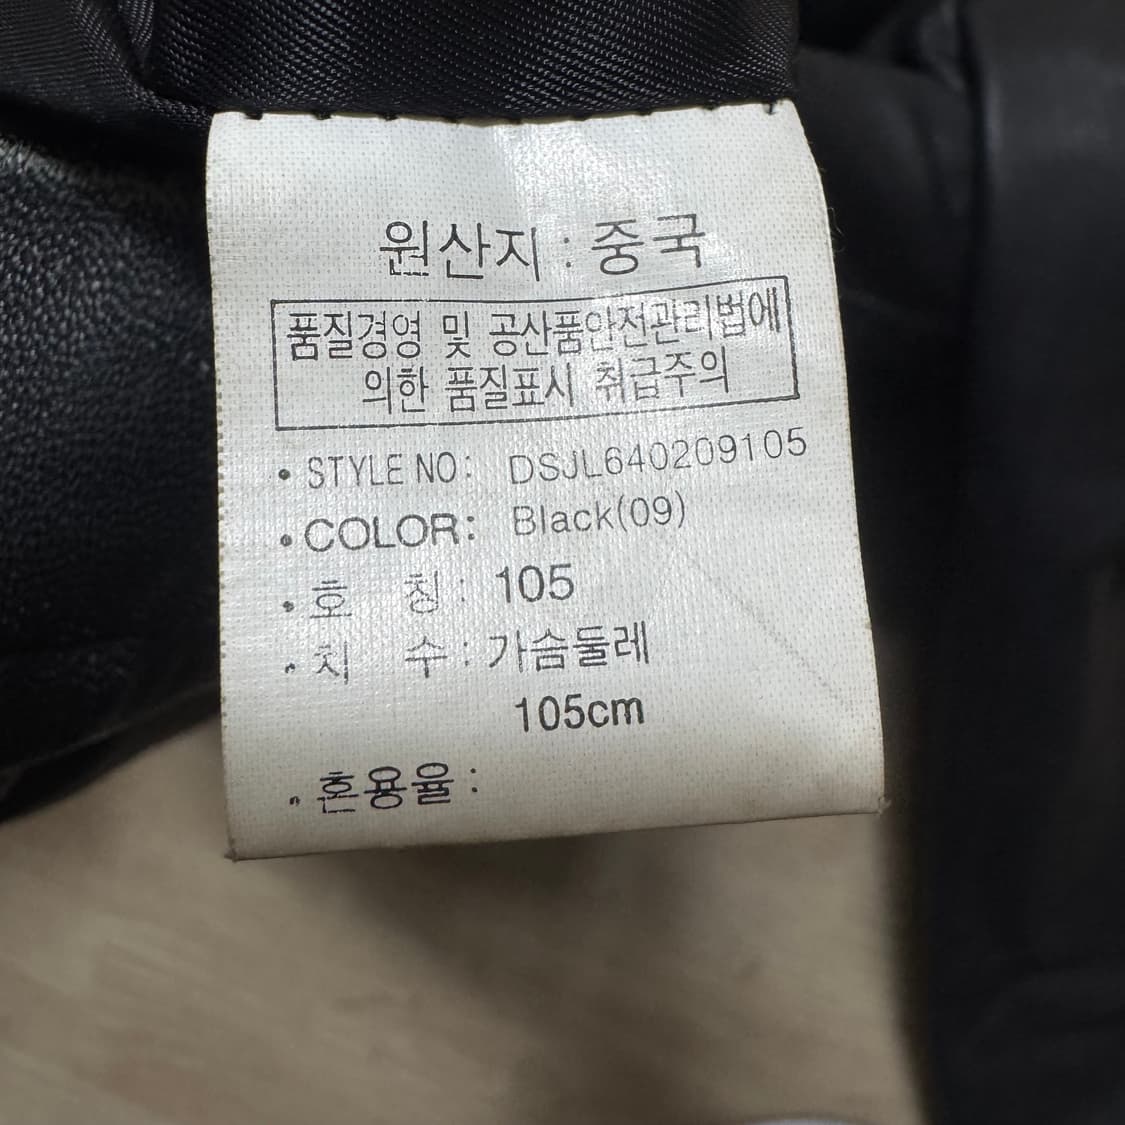 원산지 : 중국
품질경영 및 공산품안전관리법에
의한 품질표시 취급주의
• STYLE NO: DSJL640209105
• COLOR: Black(09)
• 호 칭 : 105
• 치 수 : 가슴둘레
105cm
• 혼용율 :